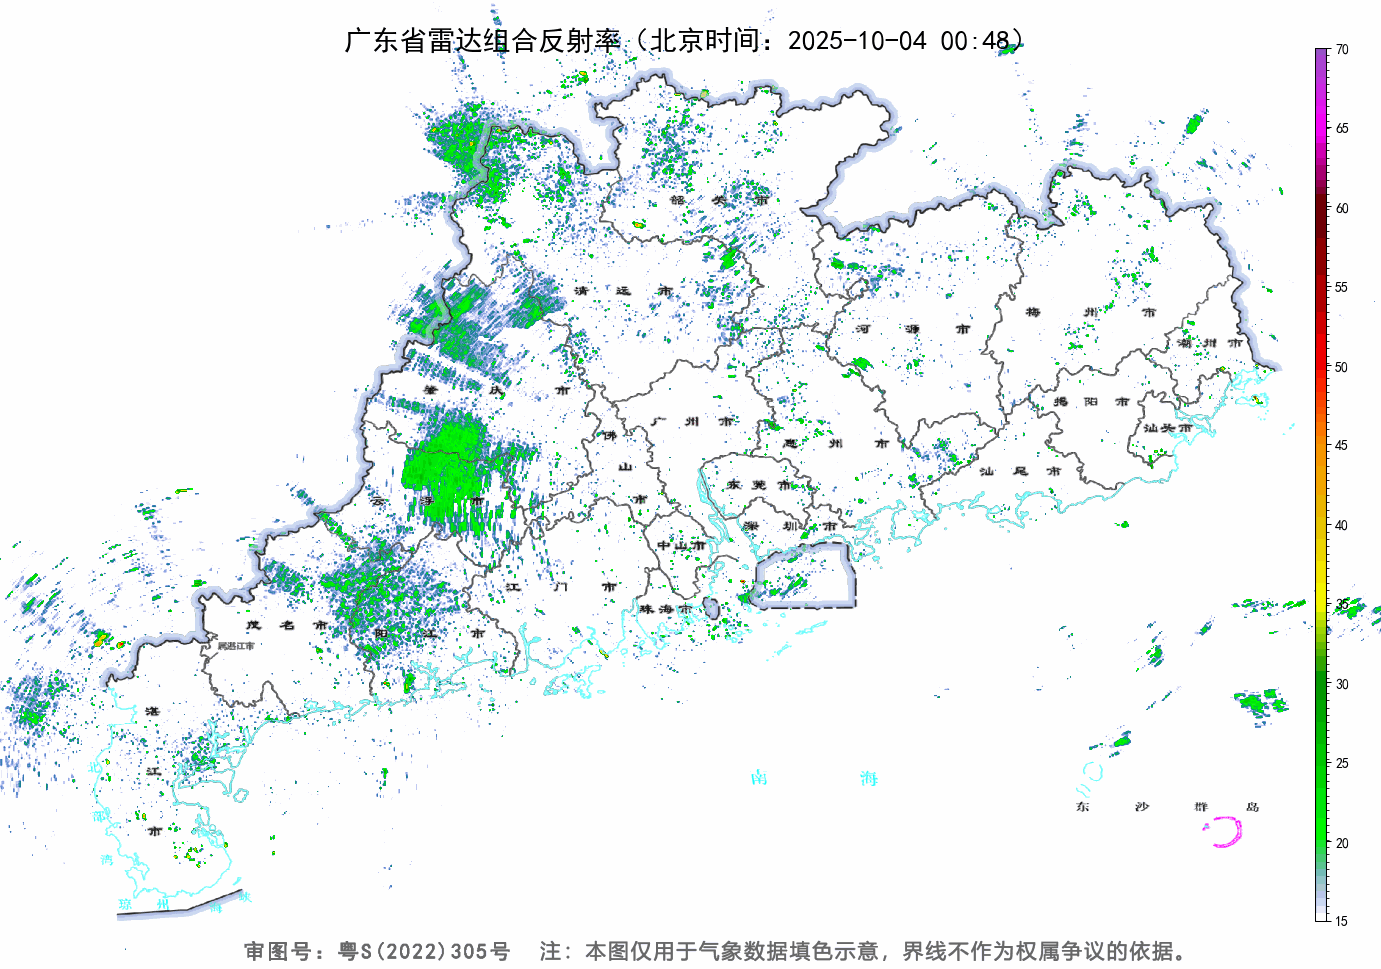 广东省雷达组合反射率（北京时间：2025-10-04 00:48）
70
65
60
55
50
45
40
35
30
25
20
15
韶关市
清远市
河源市
梅州市
潮州市
肇庆市
广州市
佛山市
惠州市
揭阳市
汕头市
汕尾市
东莞市
云浮市
深圳市
中山市
江门市
珠海市
茂名市
阳江市
属湛江市
湛江市
南海
东沙群岛
北部湾
琼州海峡
审图号：粤S(2022)305号 注：本图仅用于气象数据填色示意，界线不作为权属争议的依据。